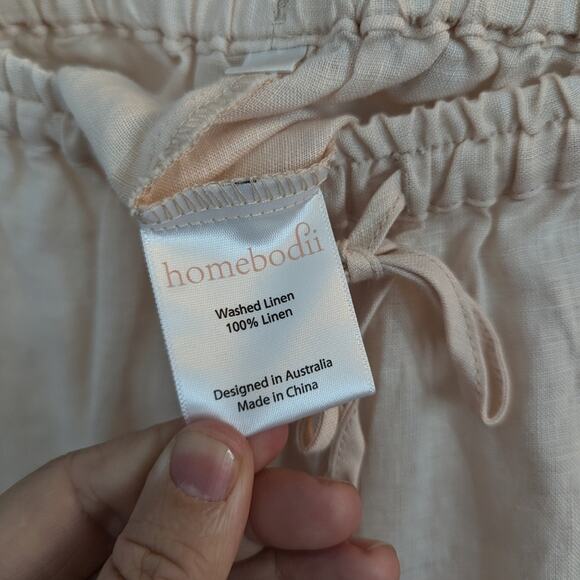 homebodii
Washed Linen
100% Linen
Designed in Australia
Made in China